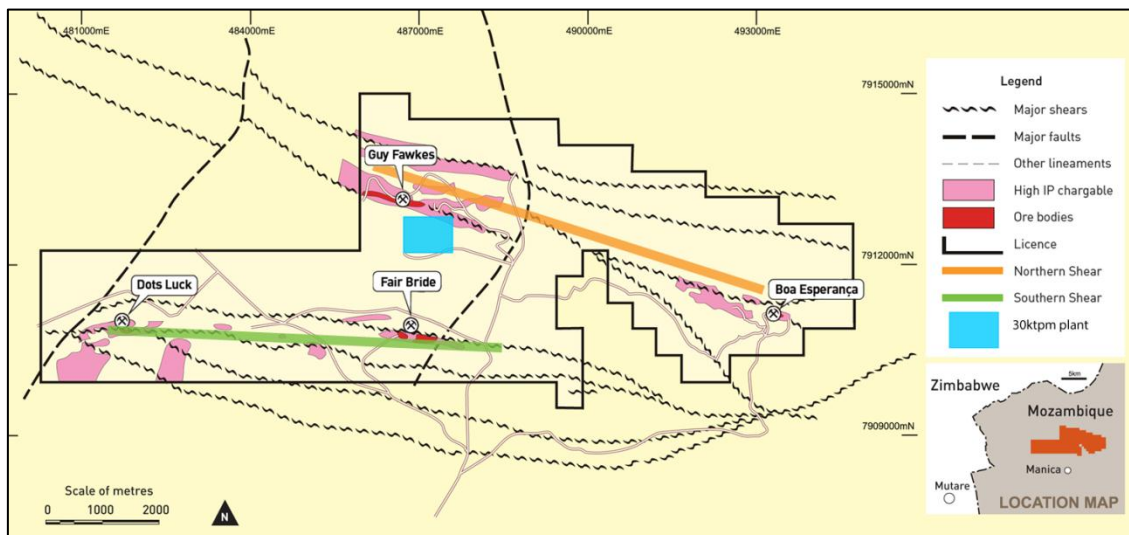 481000mE
484000mE
487000mE
490000mE
493000mE
7915000mN
Guy Fawkes
7912000mN
Dots Luck
Fair Bride
Boa Esperança
7909000mN
Scale of metres
0 1000 2000
N
Legend
Major shears
Major faults
Other lineaments
High IP chargable
Ore bodies
Licence
Northern Shear
Southern Shear
30ktpm plant
5km
Zimbabwe
Mozambique
Manica
Mutare
LOCATION MAP